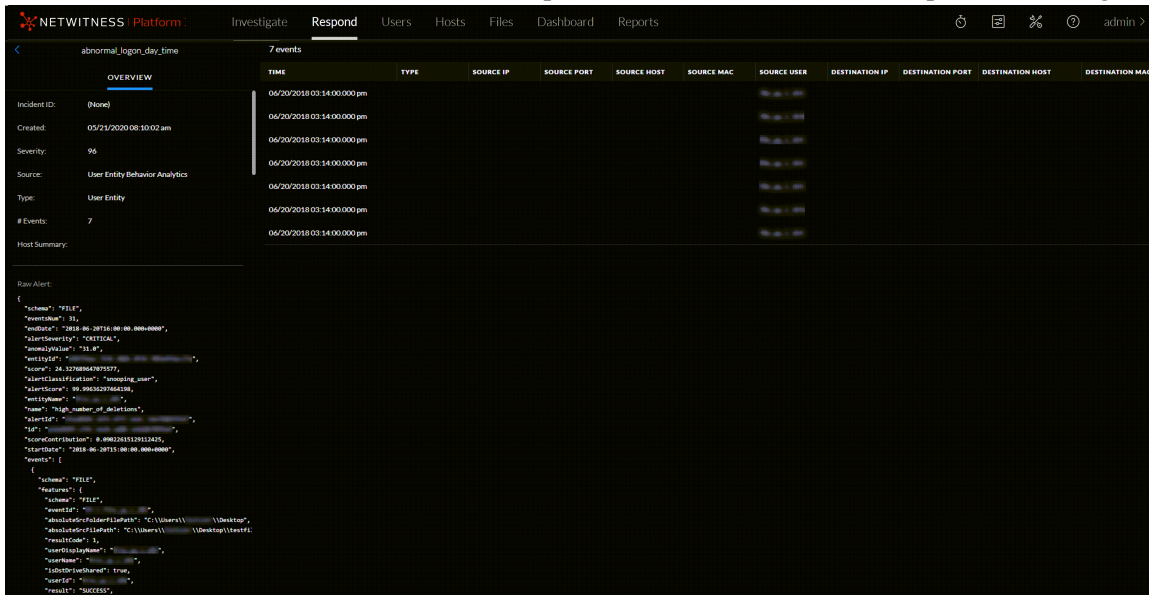 NETWITNESS Platform Investigate Respond Users Hosts Files Dashboard Reports admin >
abnormal_logon_day_time
OVERVIEW
Incident ID: (None)
Created: 05/21/2020 08:10:02 am
Severity: 96
Source: User Entity Behavior Analytics
Type: User Entity
# Events: 7
Host Summary:
Raw Alert:
{
"schema": "FILE",
"eventsNum": 31,
"endDate": "2018-06-20T16:00:00.000+0000",
"alertSeverity": "CRITICAL",
"anomalyValue": "31.0",
"entityId": "
",
"score": 24.327689647075577,
"alertClassification": "snooping_user",
"alertScore": 99.99636297464198,
"entityName": "
",
"name": "high_number_of_deletions",
"alertId": "
",
"id": "
",
"scoreContribution": 0.09022615129112425,
"startDate": "2018-06-20T15:00:00.000+0000",
"events": [
{
"schema": "FILE",
"features": {
"schema": "FILE",
"eventId": "
",
"absoluteSrcFolderFilePath": "C:\\Users\\ \\Desktop",
"absoluteSrcFilePath": "C:\\Users\\ \\Desktop\\testfi
"resultCode": 1,
"userDisplayName": "
",
"userName": "
",
"isDstDriveShared": true,
"userId": "
",
"result": "SUCCESS",
7 events
TIME TYPE SOURCE IP SOURCE PORT SOURCE HOST SOURCE MAC SOURCE USER DESTINATION IP DESTINATION PORT DESTINATION HOST DESTINATION MAC
06/20/2018 03:14:00.000 pm
06/20/2018 03:14:00.000 pm
06/20/2018 03:14:00.000 pm
06/20/2018 03:14:00.000 pm
06/20/2018 03:14:00.000 pm
06/20/2018 03:14:00.000 pm
06/20/2018 03:14:00.000 pm